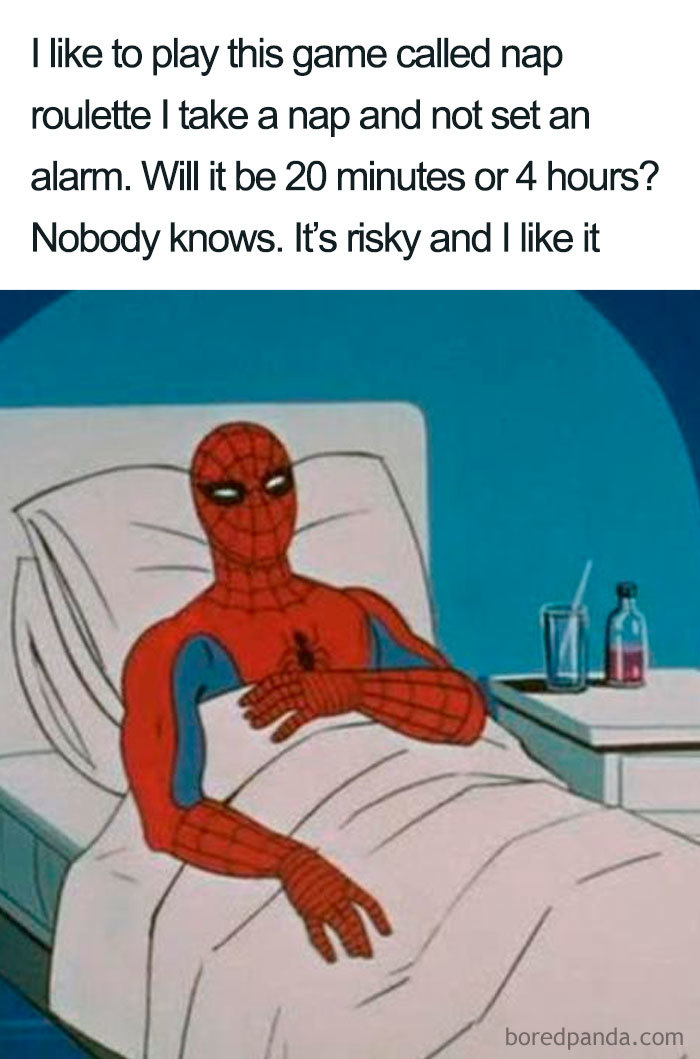 I like to play this game called nap
roulette I take a nap and not set an
alarm. Will it be 20 minutes or 4 hours?
Nobody knows. It’s risky and I like it
boredpanda.com